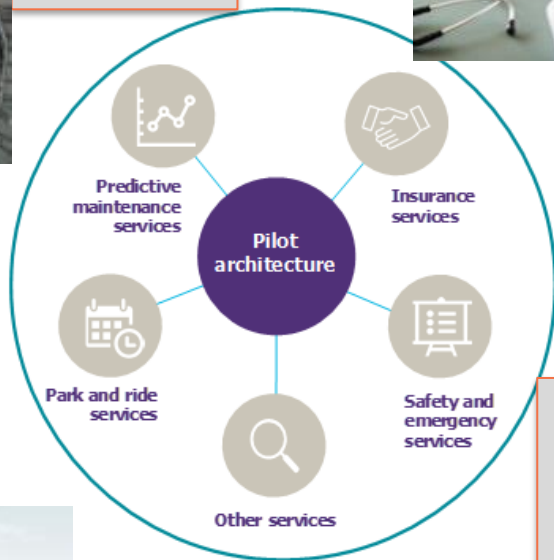 Predictive
maintenance
services
Insurance
services
Pilot
architecture
Park and ride
services
Safety and
emergency
services
Other services